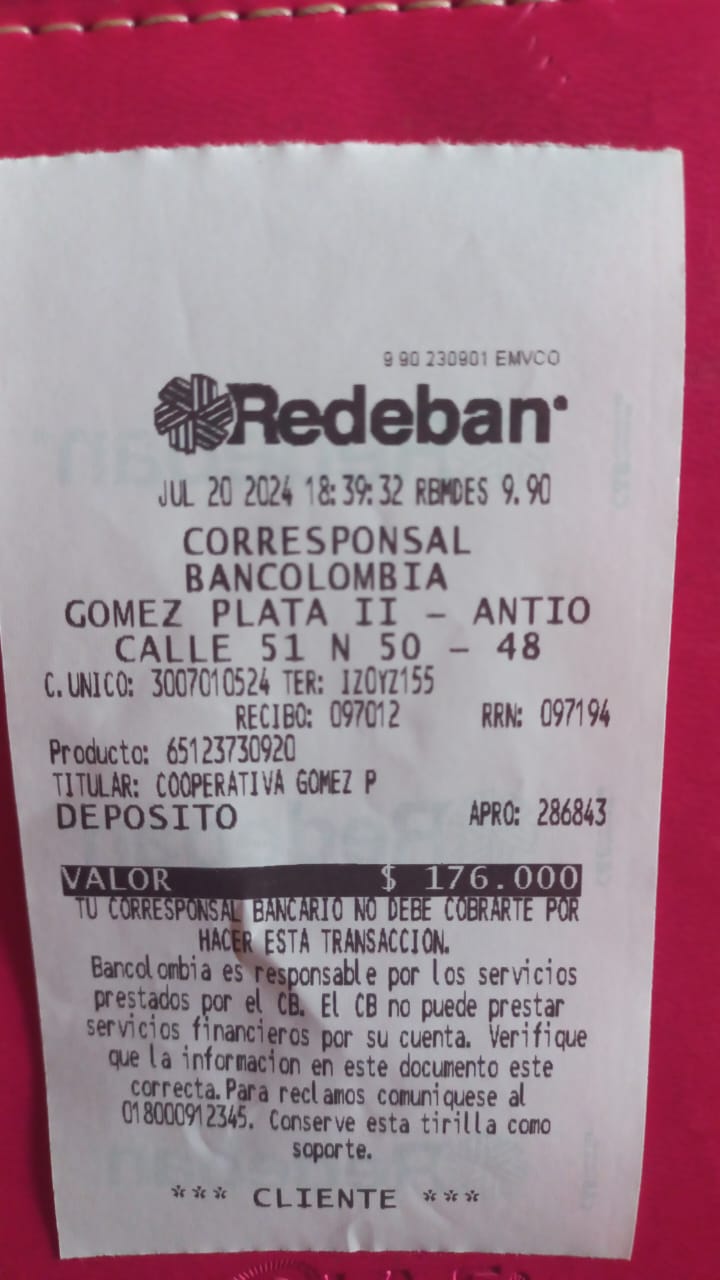 9 90 230901 EMVCO
Redeban
JUL 20 2024 18:39:32 RBMDES 9.90
CORRESPONSAL
BANCOLOMBIA
GOMEZ PLATA II - ANTIO
CALLE 51 N 50 - 48
C.UNICO: 3007010524 TER: IZOYZ155
RECIBO: 097012 RRN: 097194
Producto: 65123730920
TITULAR: COOPERATIVA GOMEZ P
DEPOSITO APRO: 286843
VALOR $ 176.000
TU CORRESPONSAL BANCARIO NO DEBE COBRARTE POR
HACER ESTA TRANSACCION.
Bancolombia es responsable por los servicios
prestados por el CB. El CB no puede prestar
servicios financieros por su cuenta. Verifique
que la informacion en este documento este
correcta.Para reclamos comuniquese al
018000912345. Conserve esta tirilla como
soporte.
*** CLIENTE ***